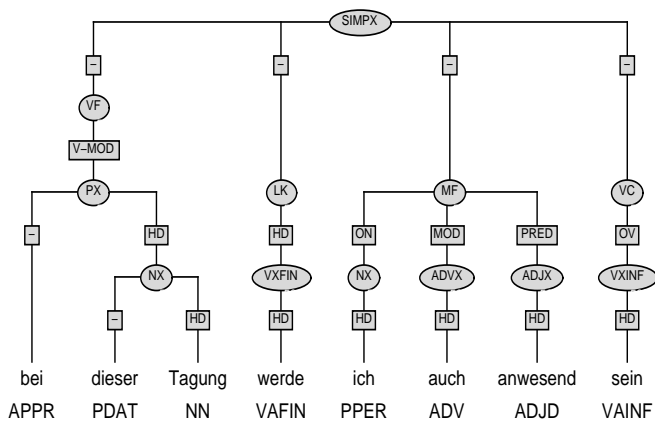 SIMPX
– – – –
VF
V–MOD
PX LK MF VC
– HD HD ON MOD PRED OV
NX VXFIN NX ADVX ADJX VXINF
– HD HD HD HD HD HD
bei dieser Tagung werde ich auch anwesend sein
APPR PDAT NN VAFIN PPER ADV ADJD VAINF